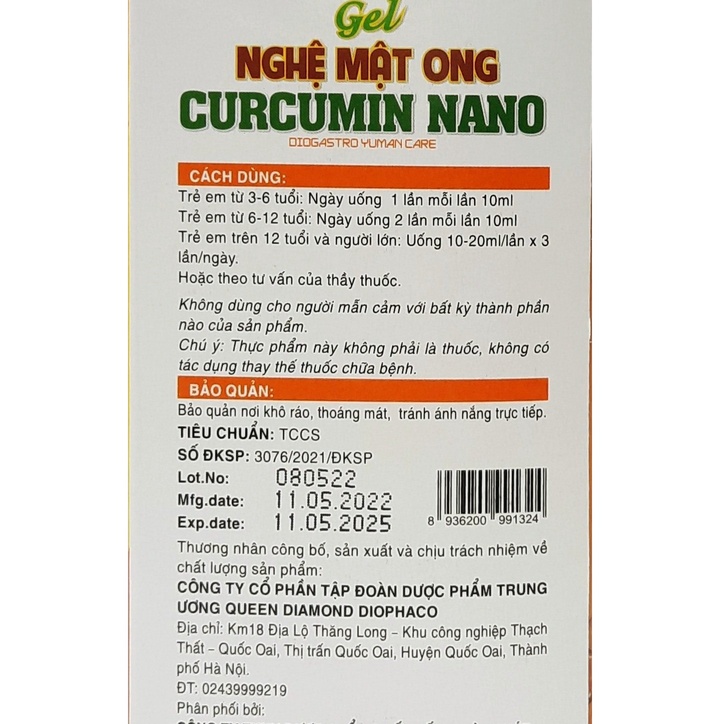 Gel
NGHỆ MẬT ONG
CURCUMIN NANO
DIOGASTRO YUMAN CARE
CÁCH DÙNG:
Trẻ em từ 3-6 tuổi: Ngày uống 1 lần mỗi lần 10ml
Trẻ em từ 6-12 tuổi: Ngày uống 2 lần mỗi lần 10ml
Trẻ em trên 12 tuổi và người lớn: Uống 10-20ml/lần x 3
lần/ngày.
Hoặc theo tư vấn của thầy thuốc.
Không dùng cho người mẫn cảm với bất kỳ thành phần
nào của sản phẩm.
Chú ý: Thực phẩm này không phải là thuốc, không có
tác dụng thay thế thuốc chữa bệnh.
BẢO QUẢN:
Bảo quản nơi khô ráo, thoáng mát, tránh ánh nắng trực tiếp.
TIÊU CHUẨN: TCCS
SỐ ĐKSP: 3076/2021/ĐKSP
Lot.No: 080522
Mfg.date: 11.05.2022
Exp.date: 11.05.2025
8 936200 991324
Thương nhân công bố, sản xuất và chịu trách nhiệm về
chất lượng sản phẩm:
CÔNG TY CỔ PHẦN TẬP ĐOÀN DƯỢC PHẨM TRUNG
ƯƠNG QUEEN DIAMOND DIOPHACO
Địa chỉ: Km18 Địa Lộ Thăng Long – Khu công nghiệp Thạch
Thất – Quốc Oai, Thị trấn Quốc Oai, Huyện Quốc Oai, Thành
phố Hà Nội.
ĐT: 02439999219
Phân phối bởi: